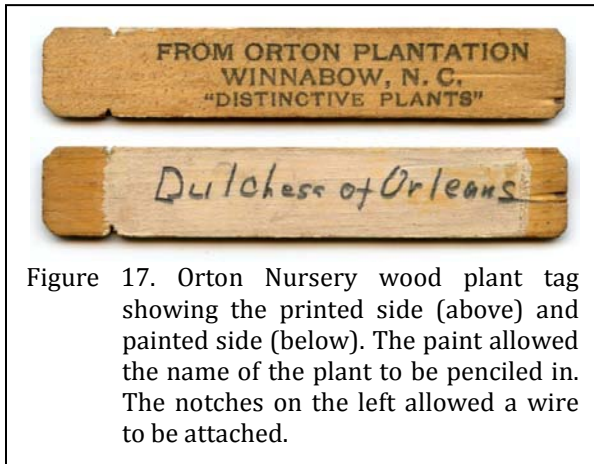 FROM ORTON PLANTATION
WINNABOW, N. C.
"DISTINCTIVE PLANTS"
Dutchess of Orleans
Figure 17. Orton Nursery wood plant tag
showing the printed side (above) and
painted side (below). The paint allowed
the name of the plant to be penciled in.
The notches on the left allowed a wire
to be attached.